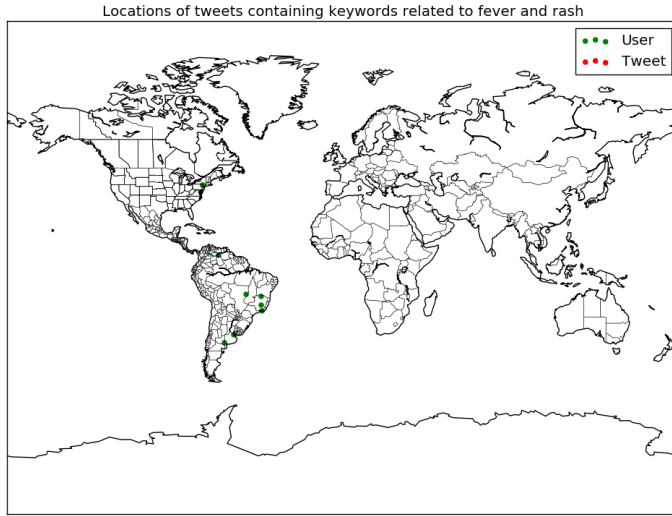 Locations of tweets containing keywords related to fever and rash
User
Tweet